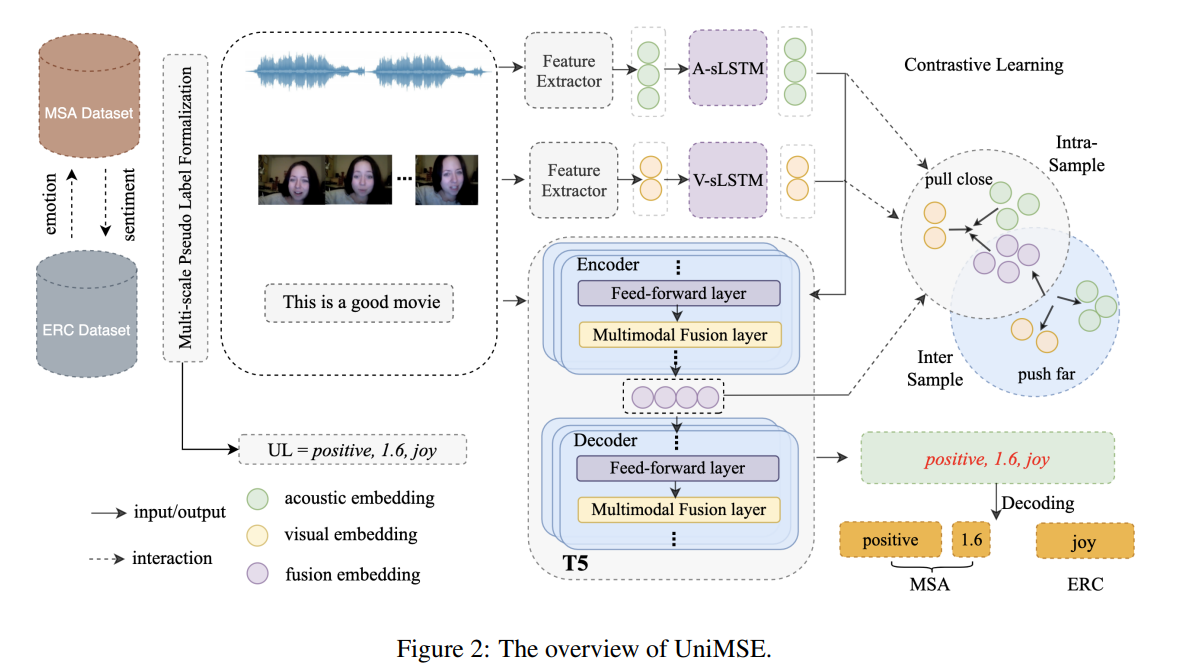 MSA Dataset
emotion
sentiment
ERC Dataset
Multi-scale Pseudo Label Formalization
This is a good movie
UL = positive, 1.6, joy
input/output
interaction
acoustic embedding
visual embedding
fusion embedding
Feature
Extractor
A-sLSTM
Feature
Extractor
V-sLSTM
Encoder
Feed-forward layer
Multimodal Fusion layer
Decoder
Feed-forward layer
Multimodal Fusion layer
T5
Contrastive Learning
Intra-
Sample
pull close
Inter
Sample
push far
positive, 1.6, joy
Decoding
positive
1.6
joy
MSA
ERC
Figure 2: The overview of UniMSE.